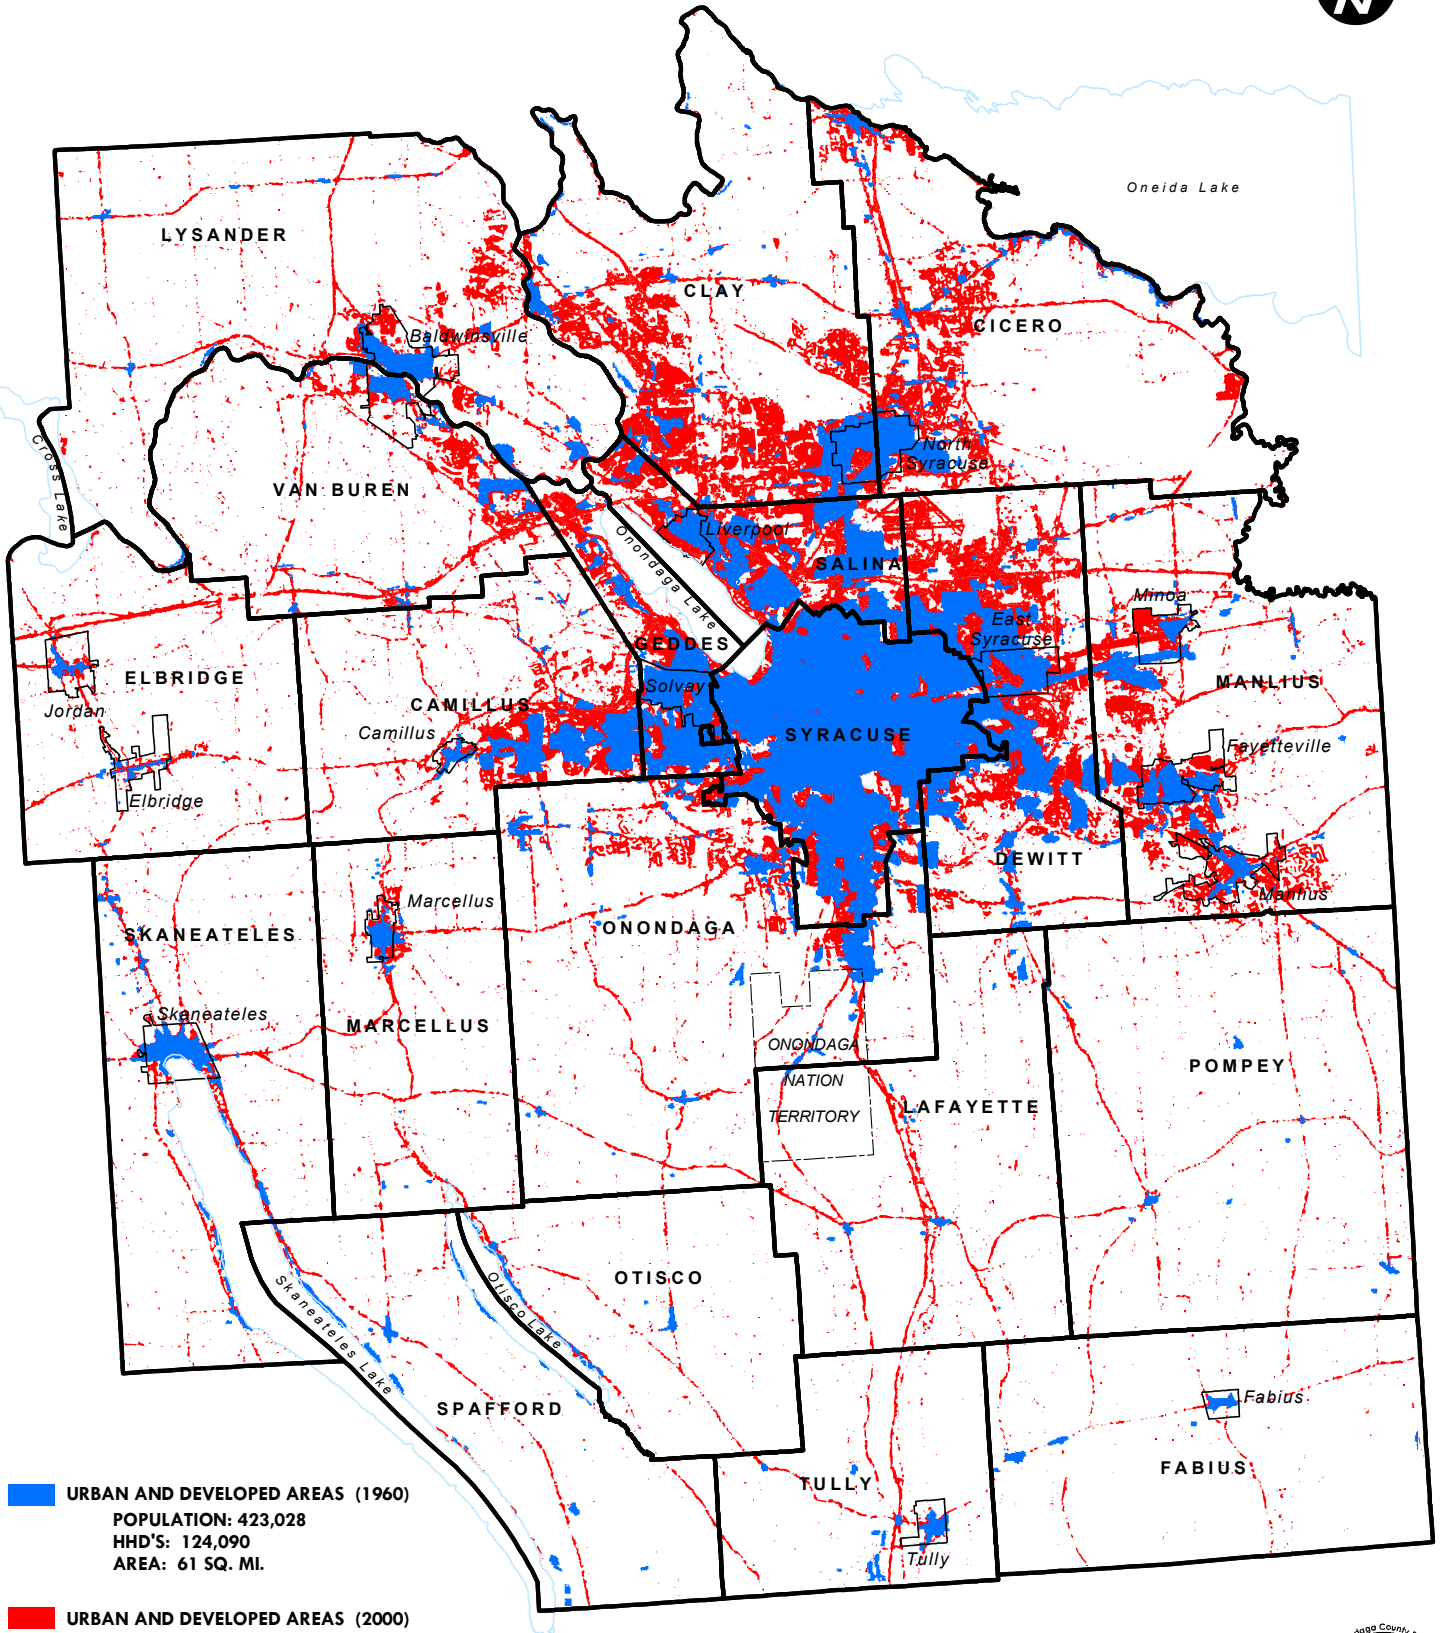 N
Oneida Lake
LYSANDER
CLAY
CICERO
Baldwinsville
North
Syracuse
Cross Lake
VAN BUREN
Liverpool
Onondaga Lake
SALINA
Minoa
East
Syracuse
GEDDES
ELBRIDGE
Solvay
MANLIUS
Jordan
CAMILLUS
Camillus
SYRACUSE
Fayetteville
Elbridge
DEWITT
Manlius
Marcellus
SKANEATELES
ONONDAGA
Skaneateles
MARCELLUS
ONONDAGA
NATION
TERRITORY
POMPEY
LAFAYETTE
OTISCO
Skaneateles Lake
Otisco Lake
SPAFFORD
Fabius
FABIUS
TULLY
Tully
URBAN AND DEVELOPED AREAS (1960)
POPULATION: 423,028
HHD'S: 124,090
AREA: 61 SQ. MI.
URBAN AND DEVELOPED AREAS (2000)